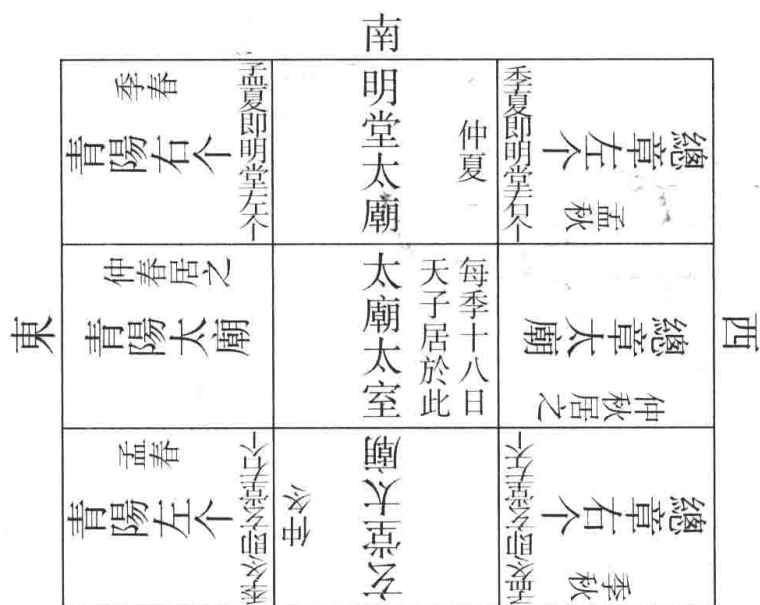 南
總章左个
孟秋
季夏即明堂右个
仲夏
明堂太廟
孟夏即明堂左个
季春
青陽右个
西
總章太廟
仲秋居之
每季十八日
天子居於此
太廟太室
仲春居之
青陽太廟
東
總章右个
季秋
孟冬即玄堂左个
玄堂太廟
仲冬
季冬即玄堂右个
孟春
青陽左个